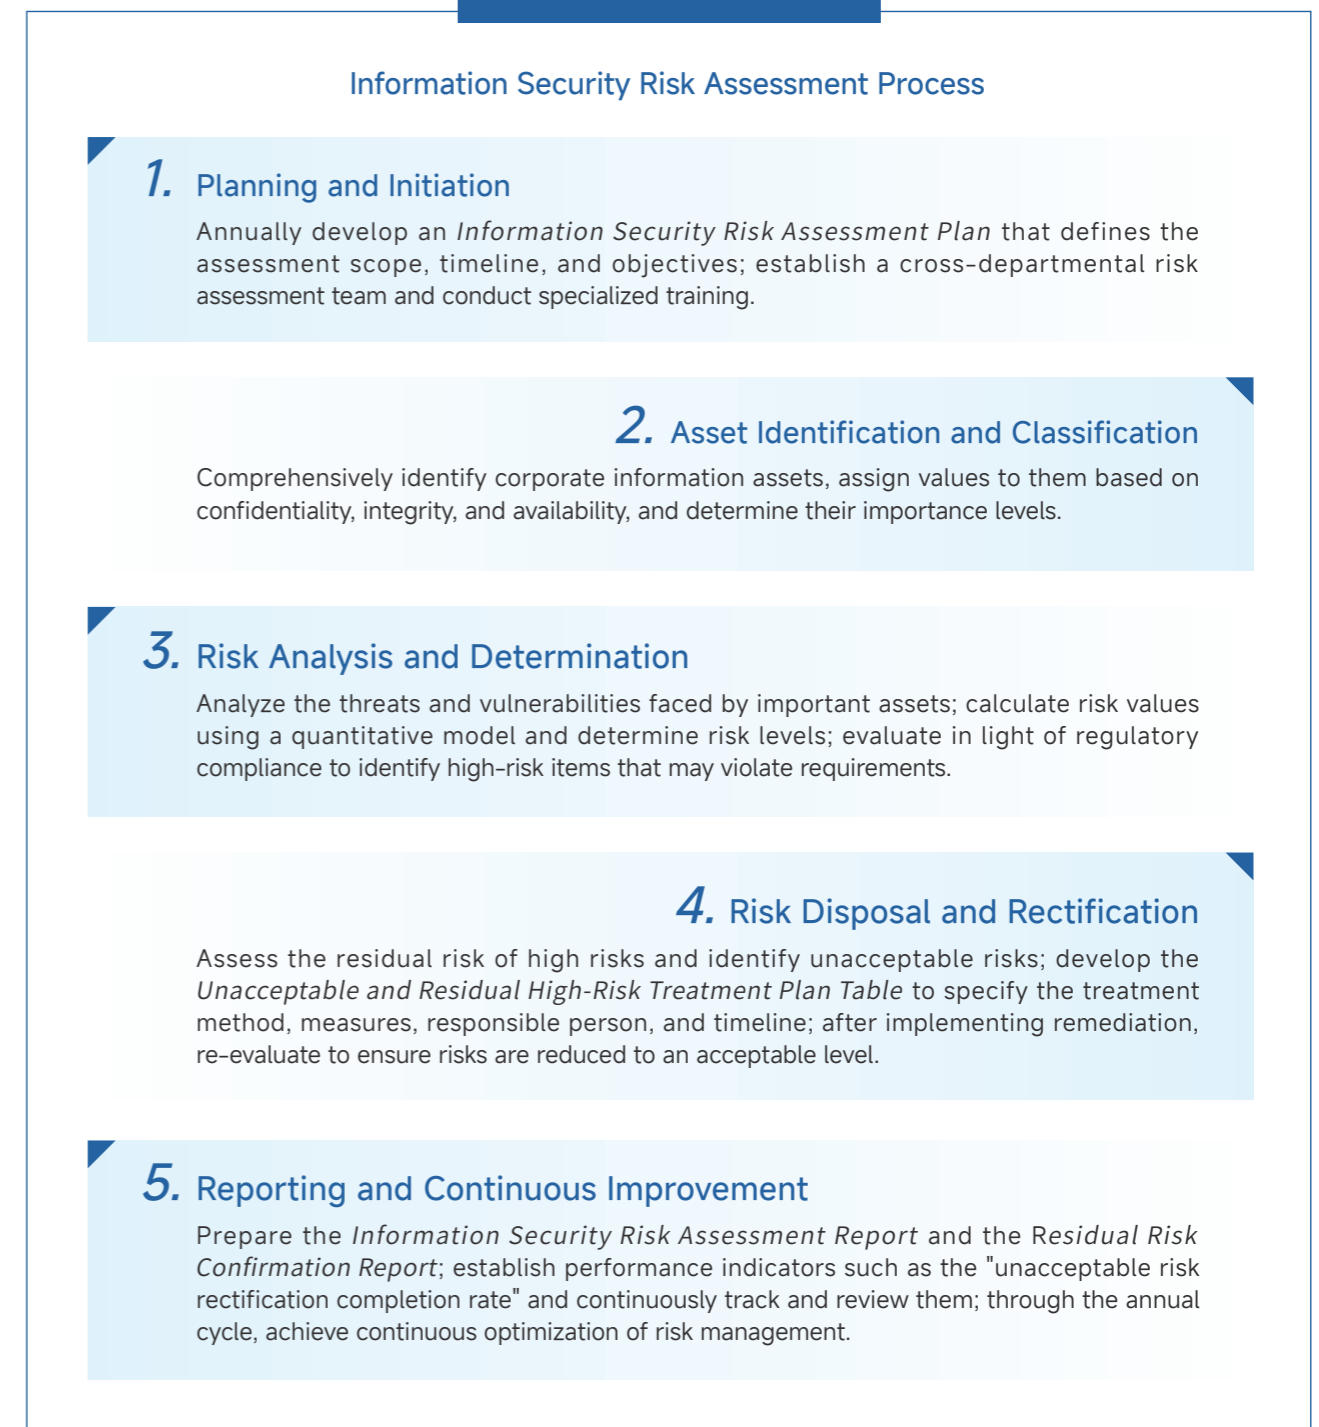 Information Security Risk Assessment Process
1. Planning and Initiation
Annually develop an Information Security Risk Assessment Plan that defines the
assessment scope, timeline, and objectives; establish a cross-departmental risk
assessment team and conduct specialized training.
2. Asset Identification and Classification
Comprehensively identify corporate information assets, assign values to them based on
confidentiality, integrity, and availability, and determine their importance levels.
3. Risk Analysis and Determination
Analyze the threats and vulnerabilities faced by important assets; calculate risk values
using a quantitative model and determine risk levels; evaluate in light of regulatory
compliance to identify high-risk items that may violate requirements.
4. Risk Disposal and Rectification
Assess the residual risk of high risks and identify unacceptable risks; develop the
Unacceptable and Residual High-Risk Treatment Plan Table to specify the treatment
method, measures, responsible person, and timeline; after implementing remediation,
re-evaluate to ensure risks are reduced to an acceptable level.
5. Reporting and Continuous Improvement
Prepare the Information Security Risk Assessment Report and the Residual Risk
Confirmation Report; establish performance indicators such as the "unacceptable risk
rectification completion rate" and continuously track and review them; through the annual
cycle, achieve continuous optimization of risk management.